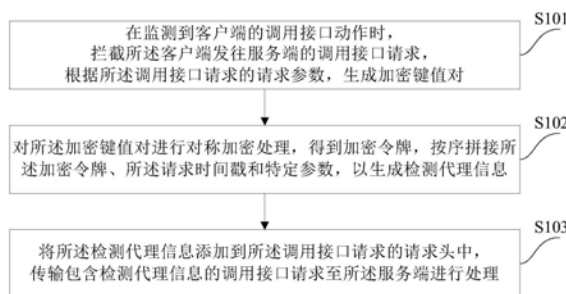 S101
在监测到客户端的调用接口动作时，
拦截所述客户端发往服务端的调用接口请求，
根据所述调用接口请求的请求参数，生成加密键值对
S102
对所述加密键值对进行对称加密处理，得到加密令牌，按序拼接所
述加密令牌、所述请求时间戳和特定参数，以生成检测代理信息
S103
将所述检测代理信息添加到所述调用接口请求的请求头中，
传输包含检测代理信息的调用接口请求至所述服务端进行处理